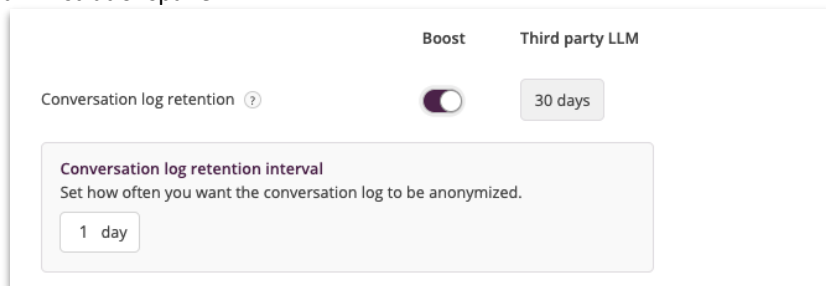 Boost Third party LLM
Conversation log retention ? 30 days
Conversation log retention interval
Set how often you want the conversation log to be anonymized.
1 day